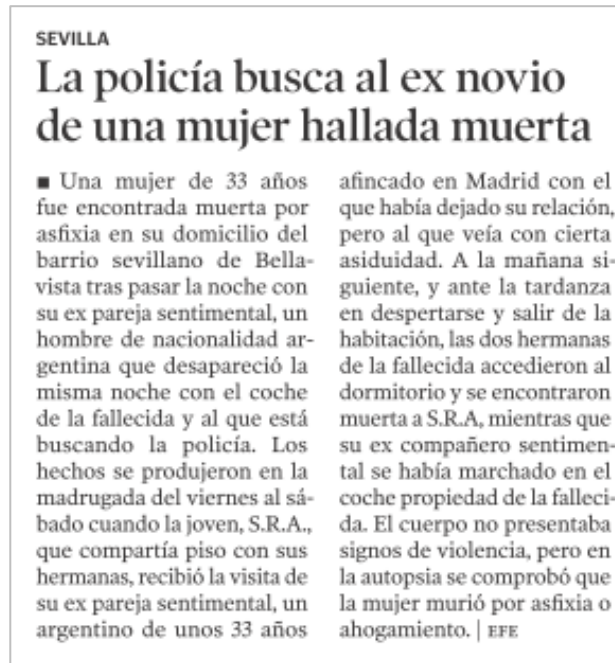 SEVILLA
La policía busca al ex novio
de una mujer hallada muerta
■ Una mujer de 33 años
fue encontrada muerta por
asfixia en su domicilio del
barrio sevillano de Bella-
vista tras pasar la noche con
su ex pareja sentimental, un
hombre de nacionalidad ar-
gentina que desapareció la
misma noche con el coche
de la fallecida y al que está
buscando la policía. Los
hechos se produjeron en la
madrugada del viernes al sá-
bado cuando la joven, S.R.A.,
que compartía piso con sus
hermanas, recibió la visita de
su ex pareja sentimental, un
argentino de unos 33 años
afincado en Madrid con el
que había dejado su relación,
pero al que veía con cierta
asiduidad. A la mañana si-
guiente, y ante la tardanza
en despertarse y salir de la
habitación, las dos hermanas
de la fallecida accedieron al
dormitorio y se encontraron
muerta a S.R.A, mientras que
su ex compañero sentimen-
tal se había marchado en el
coche propiedad de la falleci-
da. El cuerpo no presentaba
signos de violencia, pero en
la autopsia se comprobó que
la mujer murió por asfixia o
ahogamiento. | EFE